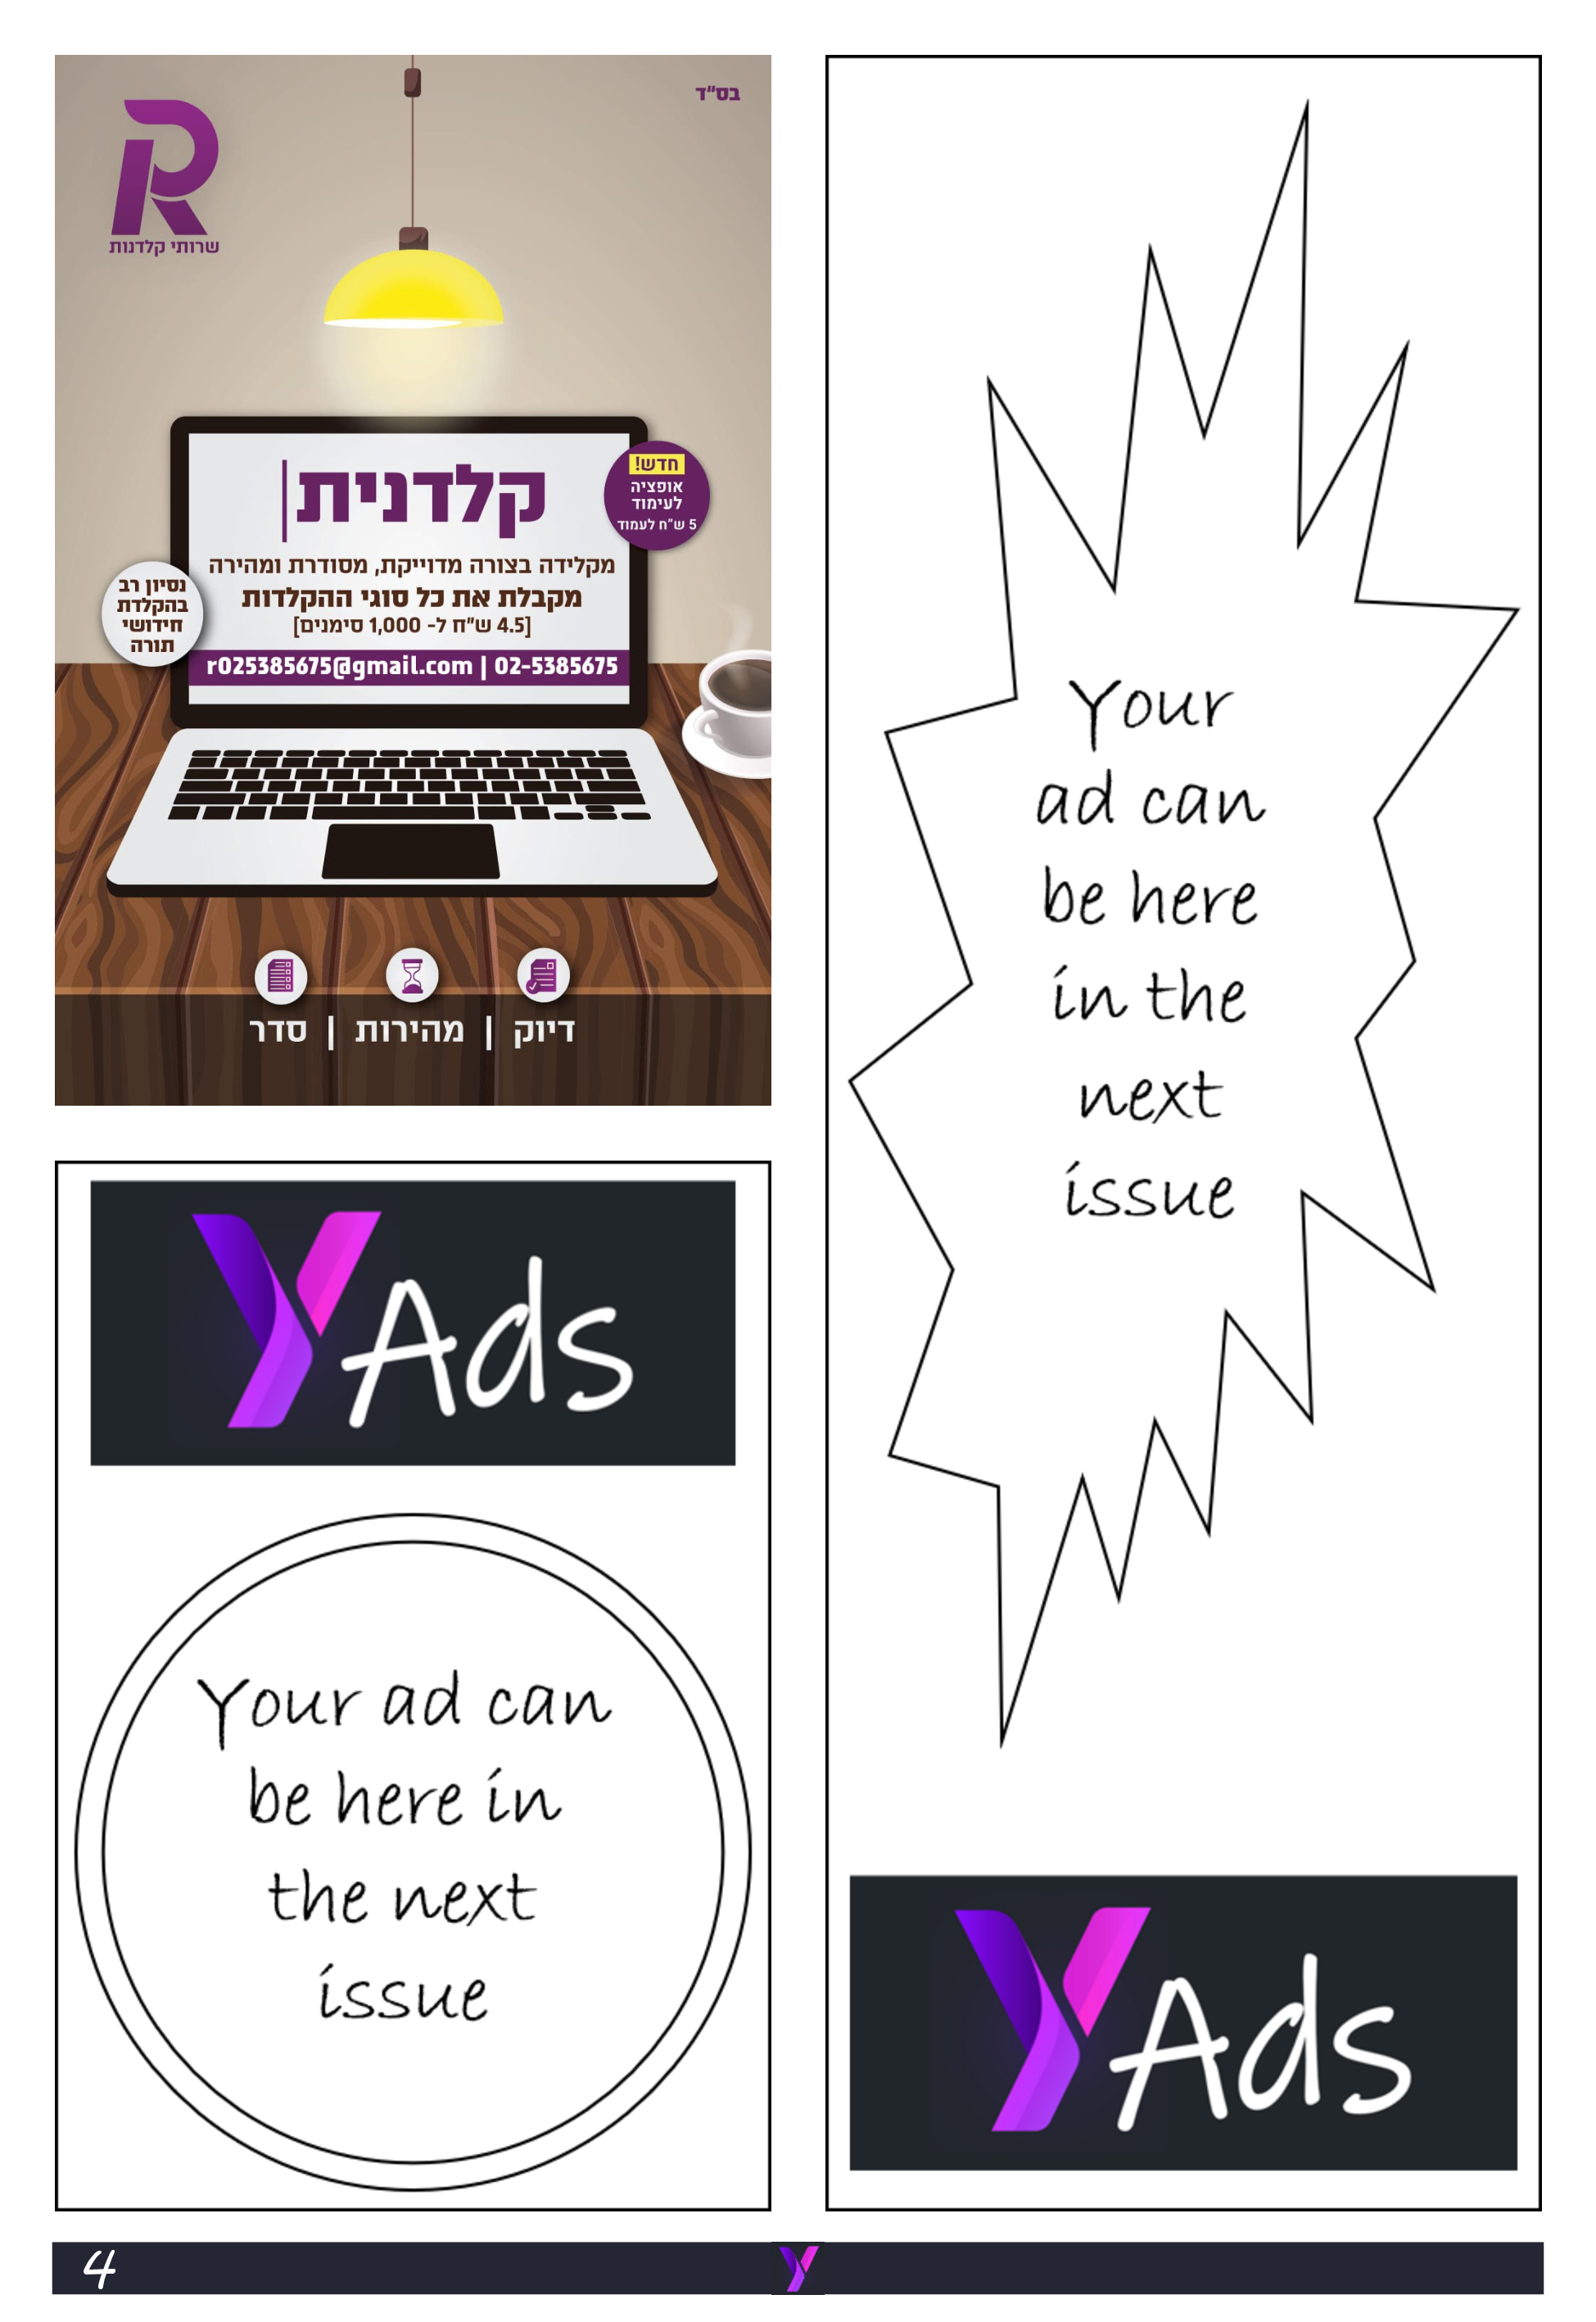 בס"ד
R
שרותי קלדנות
קלדנית
חדש!
אופציה
לעימוד
5 ש"ח לעמוד
מקלידה בצורה מדוייקת, מסודרת ומהירה
מקבלת את כל סוגי ההקלדות
[4.5 ש"ח ל- 1,000 סימנים]
r025385675@gmail.com | 02-5385675
נסיון רב
בהקלדת
חידושי
תורה
דיוק | מהירות | סדר
Y Ads
Your ad can
be here in
the next
issue
Your
ad can
be here
in the
next
issue
Y Ads
4
Y